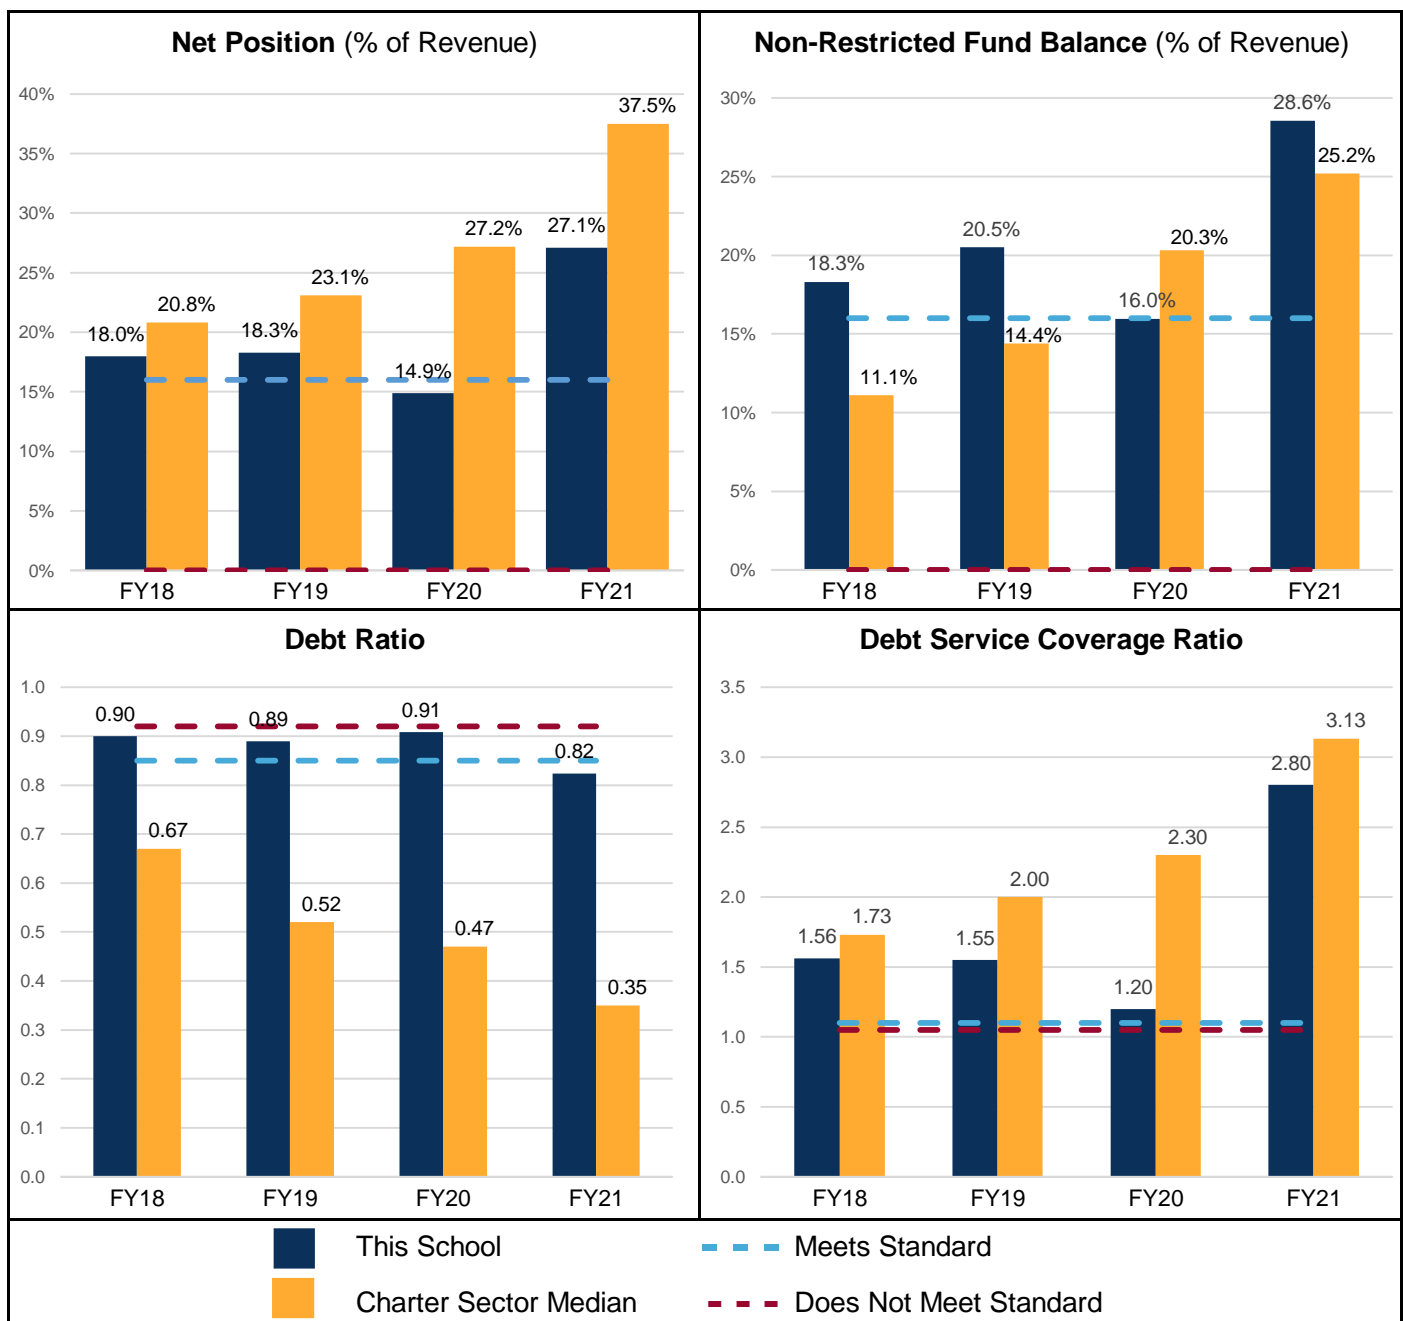 Net Position (% of Revenue)
40%
35%
30%
25%
20%
15%
10%
5%
0%
18.0%
20.8%
18.3%
23.1%
14.9%
27.2%
27.1%
37.5%
FY18
FY19
FY20
FY21
Non-Restricted Fund Balance (% of Revenue)
30%
25%
20%
15%
10%
5%
0%
18.3%
11.1%
20.5%
14.4%
16.0%
20.3%
28.6%
25.2%
FY18
FY19
FY20
FY21
Debt Ratio
1.0
0.9
0.8
0.7
0.6
0.5
0.4
0.3
0.2
0.1
0.0
0.90
0.67
0.89
0.52
0.91
0.47
0.82
0.35
FY18
FY19
FY20
FY21
Debt Service Coverage Ratio
3.5
3.0
2.5
2.0
1.5
1.0
0.5
0.0
1.56
1.73
1.55
2.00
1.20
2.30
2.80
3.13
FY18
FY19
FY20
FY21
This School
Meets Standard
Charter Sector Median
Does Not Meet Standard